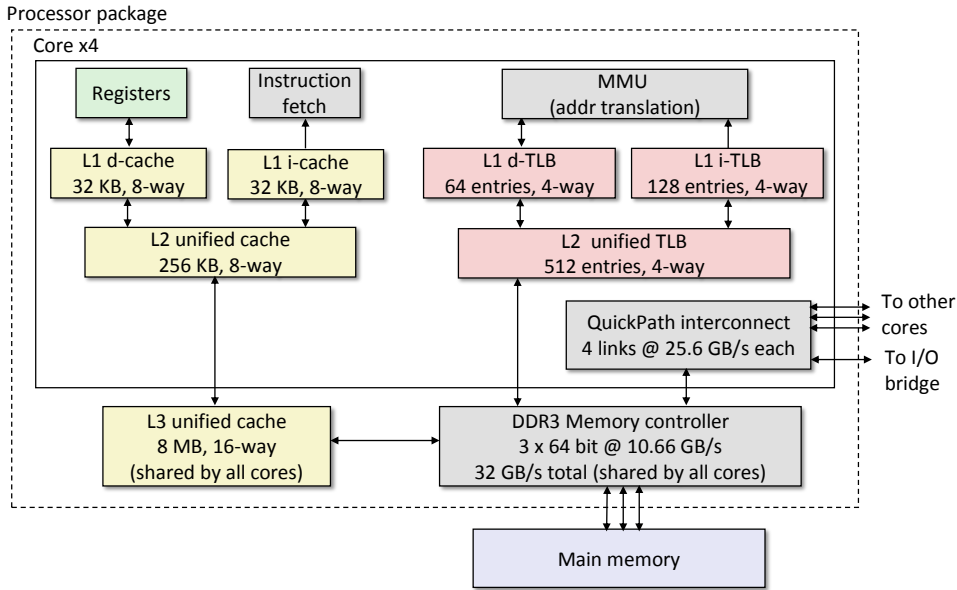 Processor package
Core x4
Registers
Instruction
fetch
MMU
(addr translation)
L1 d-cache
32 KB, 8-way
L1 i-cache
32 KB, 8-way
L1 d-TLB
64 entries, 4-way
L1 i-TLB
128 entries, 4-way
L2 unified cache
256 KB, 8-way
L2 unified TLB
512 entries, 4-way
QuickPath interconnect
4 links @ 25.6 GB/s each
To other
cores
To I/O
bridge
L3 unified cache
8 MB, 16-way
(shared by all cores)
DDR3 Memory controller
3 x 64 bit @ 10.66 GB/s
32 GB/s total (shared by all cores)
Main memory